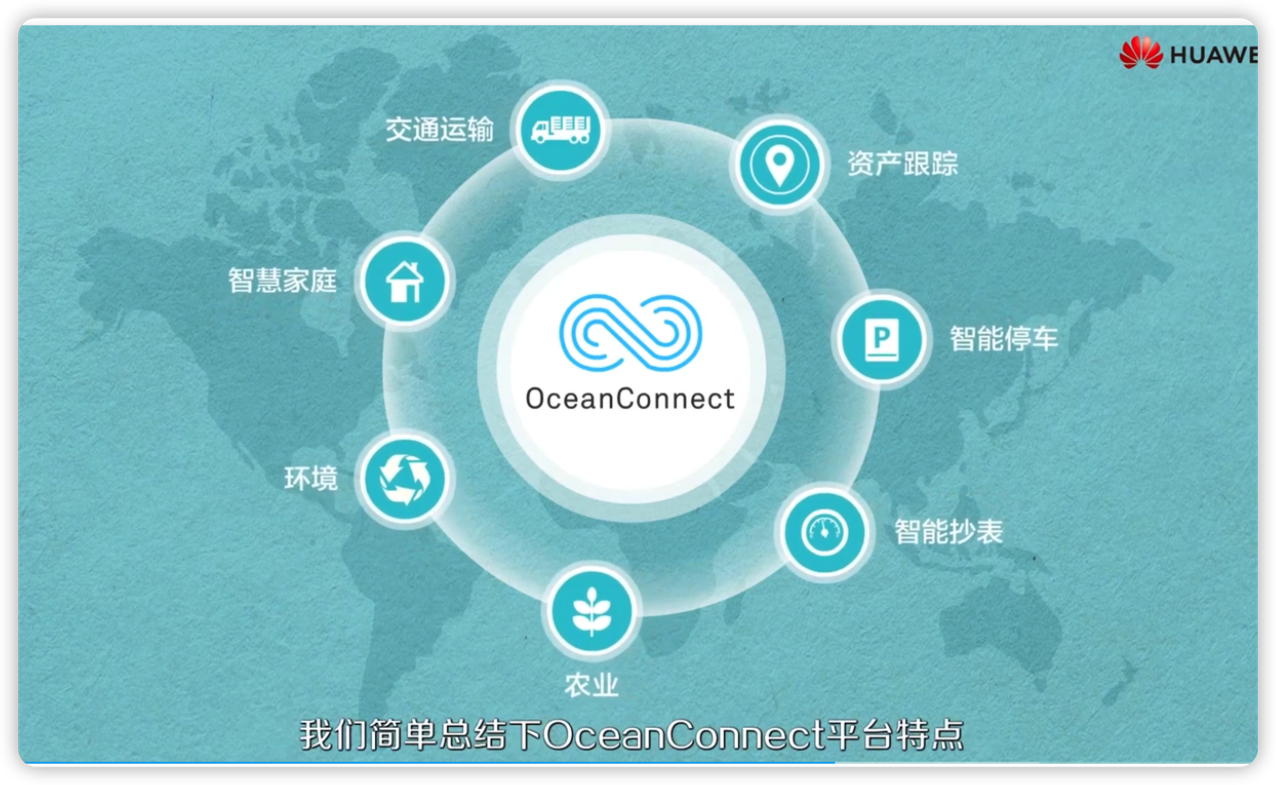 HUAWE
交通运输
资产跟踪
智慧家庭
P
智能停车
OceanConnect
环境
智能抄表
农业
我们简单总结下OceanConnect平台特点